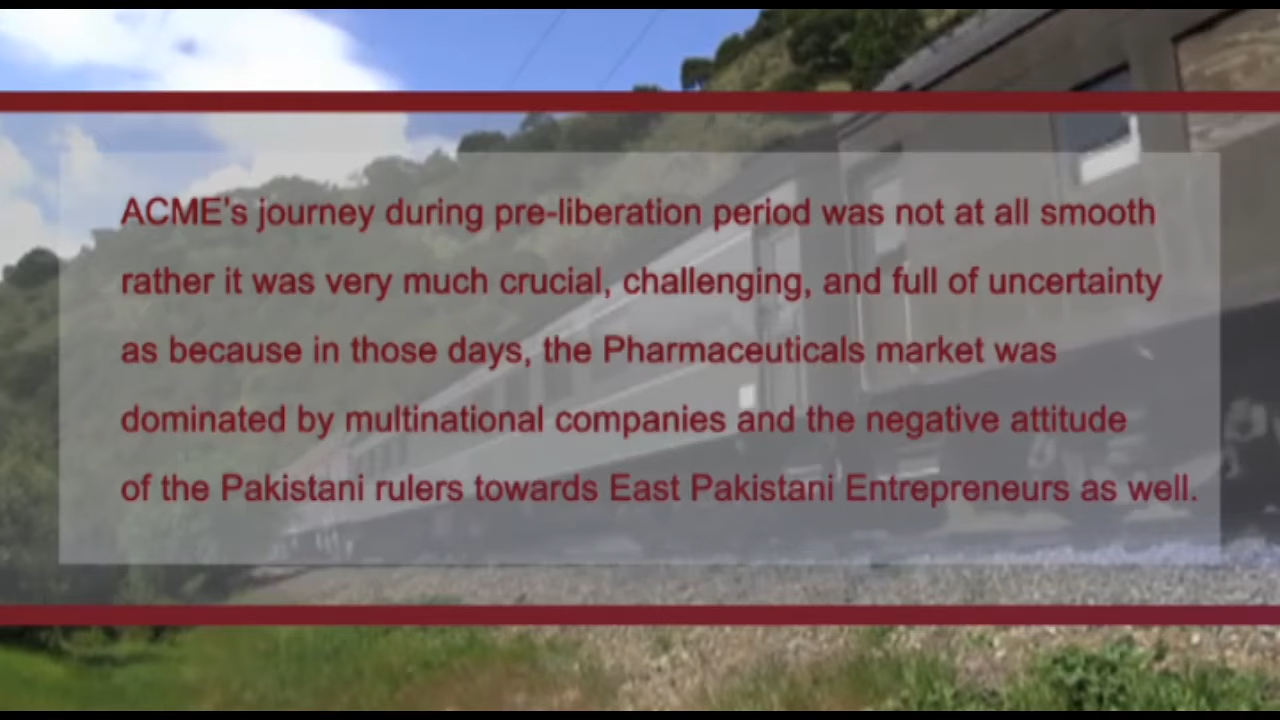 ACME's journey during pre-liberation period was not at all smooth
rather it was very much crucial, challenging, and full of uncertainty
as because in those days, the Pharmaceuticals market was
dominated by multinational companies and the negative attitude
of the Pakistani rulers towards East Pakistani Entrepreneurs as well.